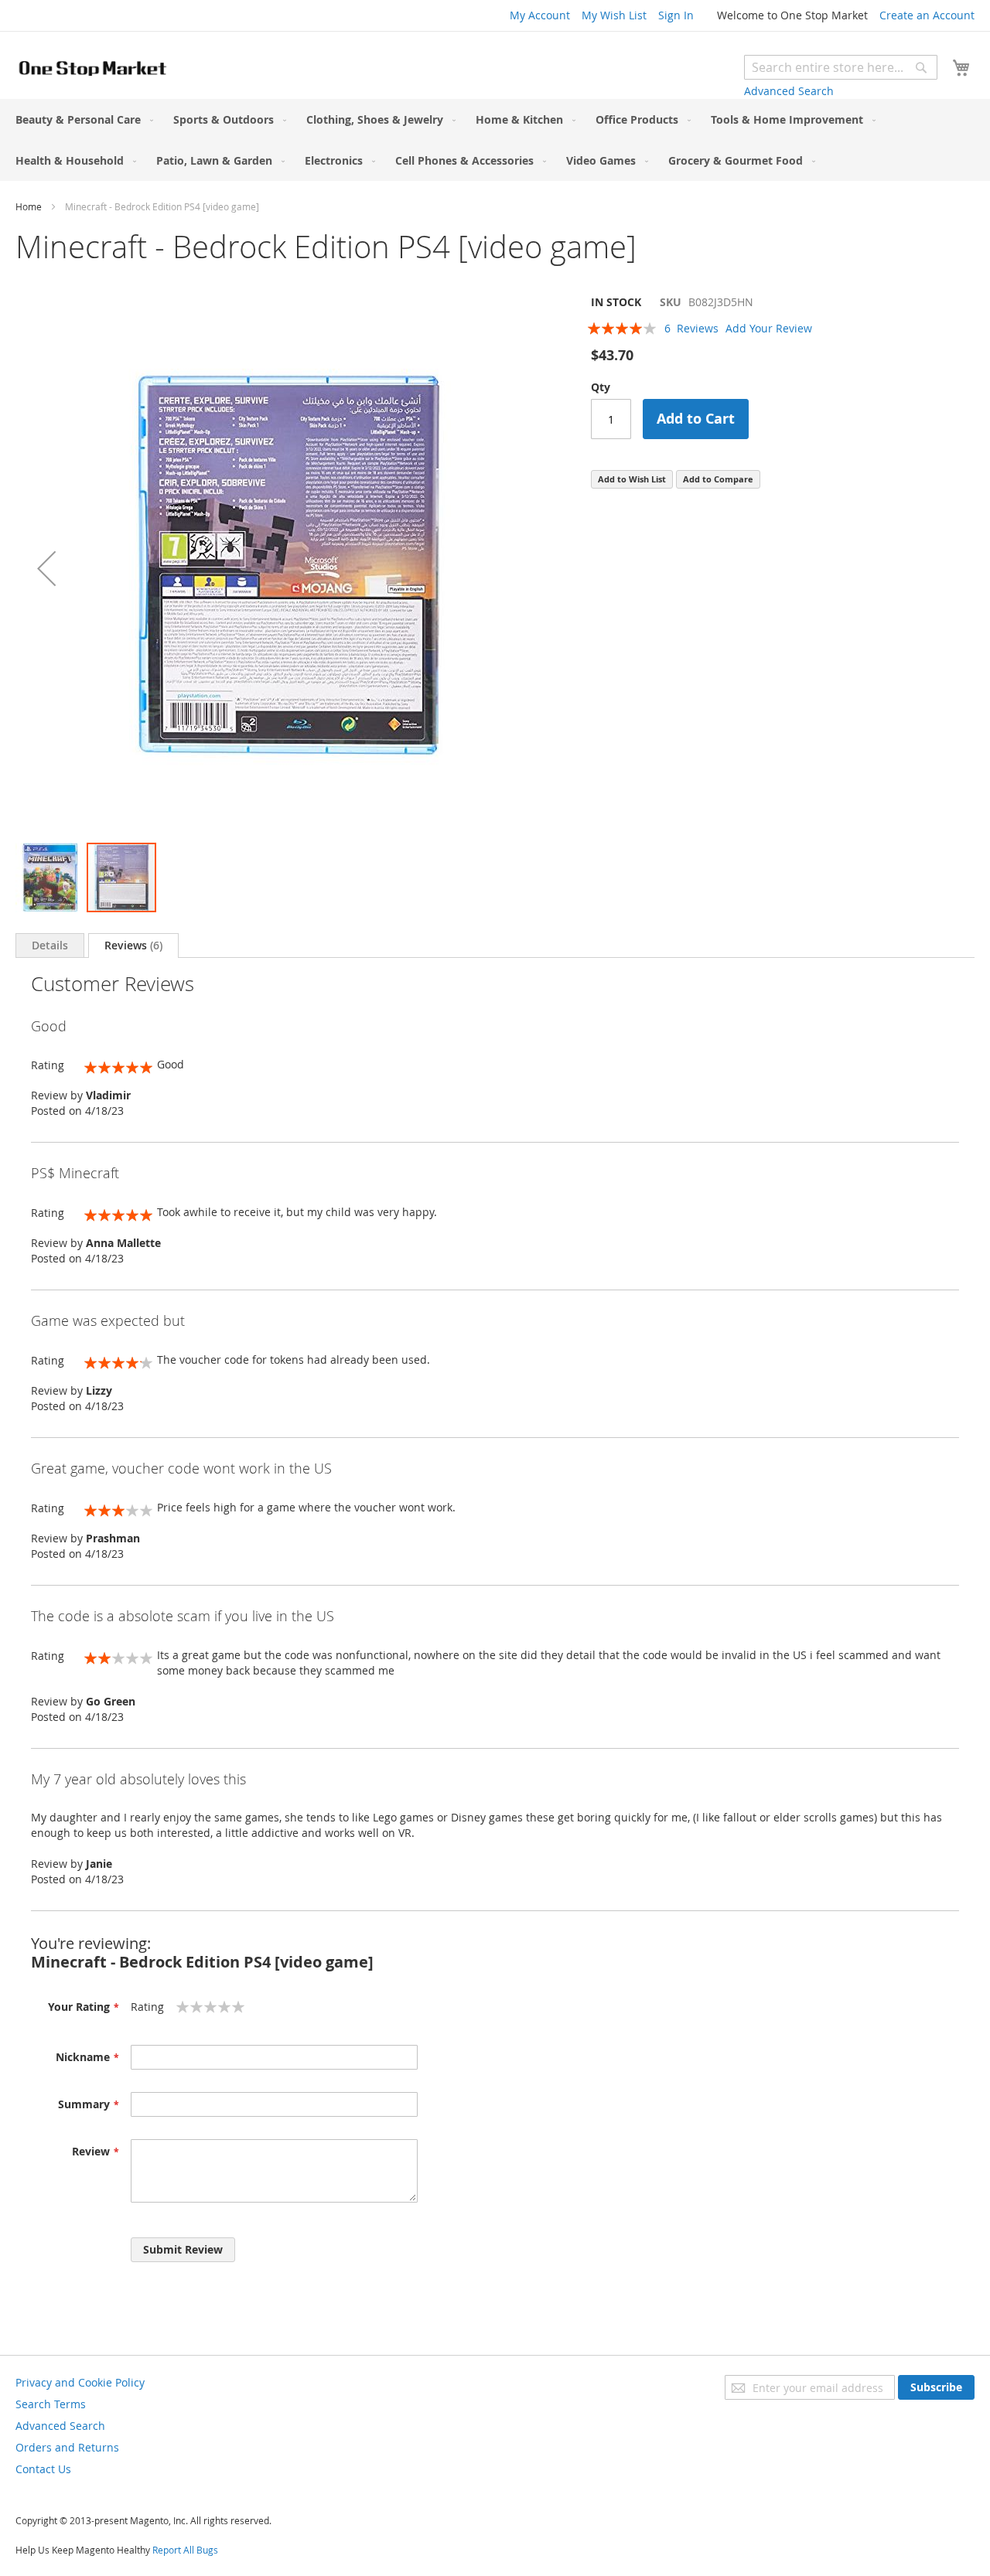 My Account My Wish List Sign In Welcome to One Stop Market Create an Account
One Stop Market
Search entire store here...
Advanced Search
Beauty & Personal Care Sports & Outdoors Clothing, Shoes & Jewelry Home & Kitchen Office Products Tools & Home Improvement
Health & Household Patio, Lawn & Garden Electronics Cell Phones & Accessories Video Games Grocery & Gourmet Food
Home Minecraft - Bedrock Edition PS4 [video game]
Minecraft - Bedrock Edition PS4 [video game]
IN STOCK SKU B082J3D5HN
6 Reviews Add Your Review
$43.70
Qty
1
Add to Cart
Add to Wish List Add to Compare
CREATE, EXPLORE, SURVIVE
STARTER PACK INCLUDES:
CRÉEZ, EXPLOREZ, SURVIVEZ
LE STARTER PACK INCLUT :
CRIA, EXPLORA, SOBREVIVE
O PACK INICIAL INCLUI:
7
Microsoft
Studios
MOJANG
playstation.com
MINECRAFT
Details
Reviews (6)
Customer Reviews
Good
Rating Good
Review by Vladimir
Posted on 4/18/23
PS$ Minecraft
Rating Took awhile to receive it, but my child was very happy.
Review by Anna Mallette
Posted on 4/18/23
Game was expected but
Rating The voucher code for tokens had already been used.
Review by Lizzy
Posted on 4/18/23
Great game, voucher code wont work in the US
Rating Price feels high for a game where the voucher wont work.
Review by Prashman
Posted on 4/18/23
The code is a absolote scam if you live in the US
Rating Its a great game but the code was nonfunctional, nowhere on the site did they detail that the code would be invalid in the US i feel scammed and want
some money back because they scammed me
Review by Go Green
Posted on 4/18/23
My 7 year old absolutely loves this
My daughter and I rearly enjoy the same games, she tends to like Lego games or Disney games these get boring quickly for me, (I like fallout or elder scrolls games) but this has
enough to keep us both interested, a little addictive and works well on VR.
Review by Janie
Posted on 4/18/23
You're reviewing:
Minecraft - Bedrock Edition PS4 [video game]
Your Rating * Rating
Nickname *
Summary *
Review *
Submit Review
Privacy and Cookie Policy
Search Terms
Advanced Search
Orders and Returns
Contact Us
Enter your email address
Subscribe
Copyright © 2013-present Magento, Inc. All rights reserved.
Help Us Keep Magento Healthy Report All Bugs